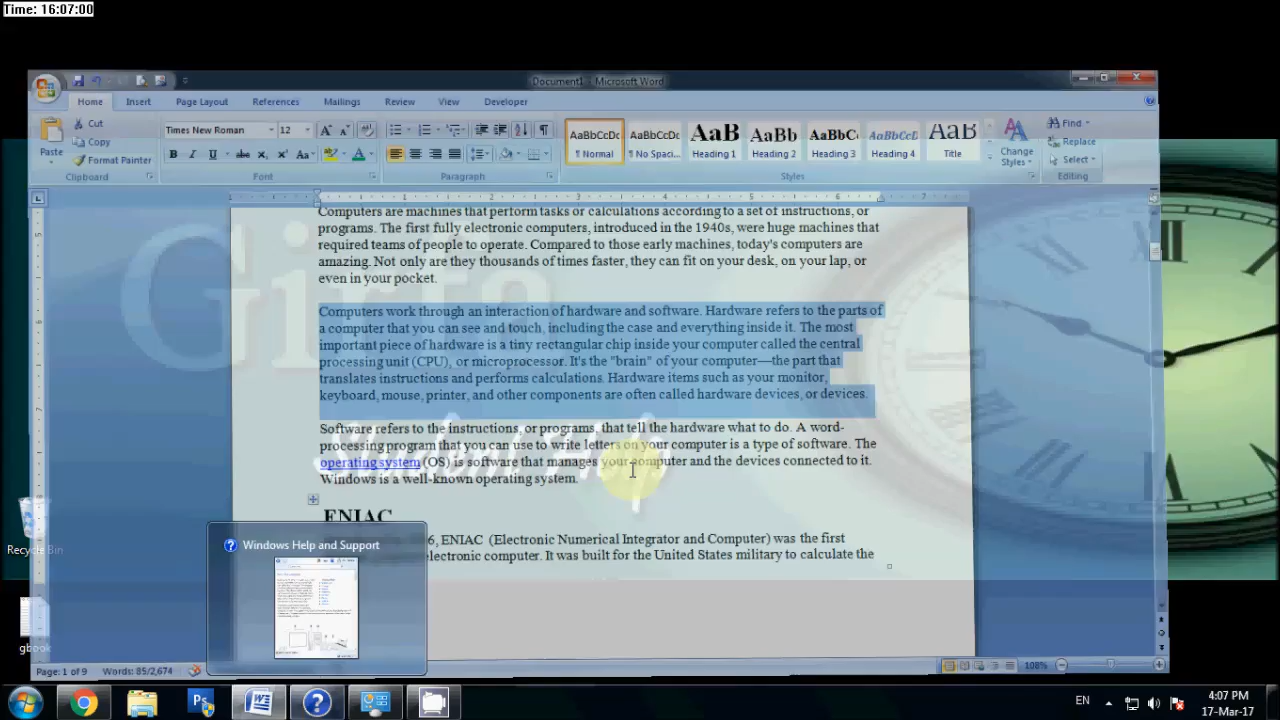 Time: 16:07:00
Document1 - Microsoft Word
Home Insert Page Layout References Mailings Review View Developer
Paste
Cut
Copy
Format Painter
Clipboard
Times New Roman 12
Font
Paragraph
AaBbCcDc AaBbCcDc AaB AaBb AaBbC AaBbCcD AaB
¶ Normal ¶ No Spaci... Heading 1 Heading 2 Heading 3 Heading 4 Title
Change Styles
Styles
Find
Replace
Select
Editing
Computers are machines that perform tasks or calculations according to a set of instructions, or
programs. The first fully electronic computers, introduced in the 1940s, were huge machines that
required teams of people to operate. Compared to those early machines, today's computers are
amazing. Not only are they thousands of times faster, they can fit on your desk, on your lap, or
even in your pocket.
Computers work through an interaction of hardware and software. Hardware refers to the parts of
a computer that you can see and touch, including the case and everything inside it. The most
important piece of hardware is a tiny rectangular chip inside your computer called the central
processing unit (CPU), or microprocessor. It's the "brain" of your computer—the part that
translates instructions and performs calculations. Hardware items such as your monitor,
keyboard, mouse, printer, and other components are often called hardware devices, or devices.
Software refers to the instructions, or programs, that tell the hardware what to do. A word-
processing program that you can use to write letters on your computer is a type of software. The
operating system (OS) is software that manages your computer and the devices connected to it.
Windows is a well-known operating system.
ENIAC
6, ENIAC (Electronic Numerical Integrator and Computer) was the first
electronic computer. It was built for the United States military to calculate the
Windows Help and Support
Recycle Bin
gbook
Page: 1 of 9 Words: 85/2,674
108%
EN
4:07 PM
17-Mar-17